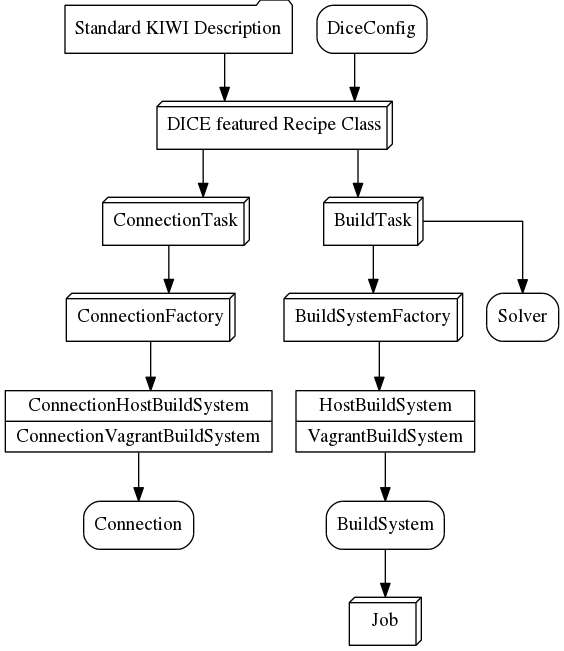 Standard KIWI Description
DiceConfig
DICE featured Recipe Class
ConnectionTask
BuildTask
ConnectionFactory
BuildSystemFactory
Solver
ConnectionHostBuildSystem
ConnectionVagrantBuildSystem
HostBuildSystem
VagrantBuildSystem
Connection
BuildSystem
Job